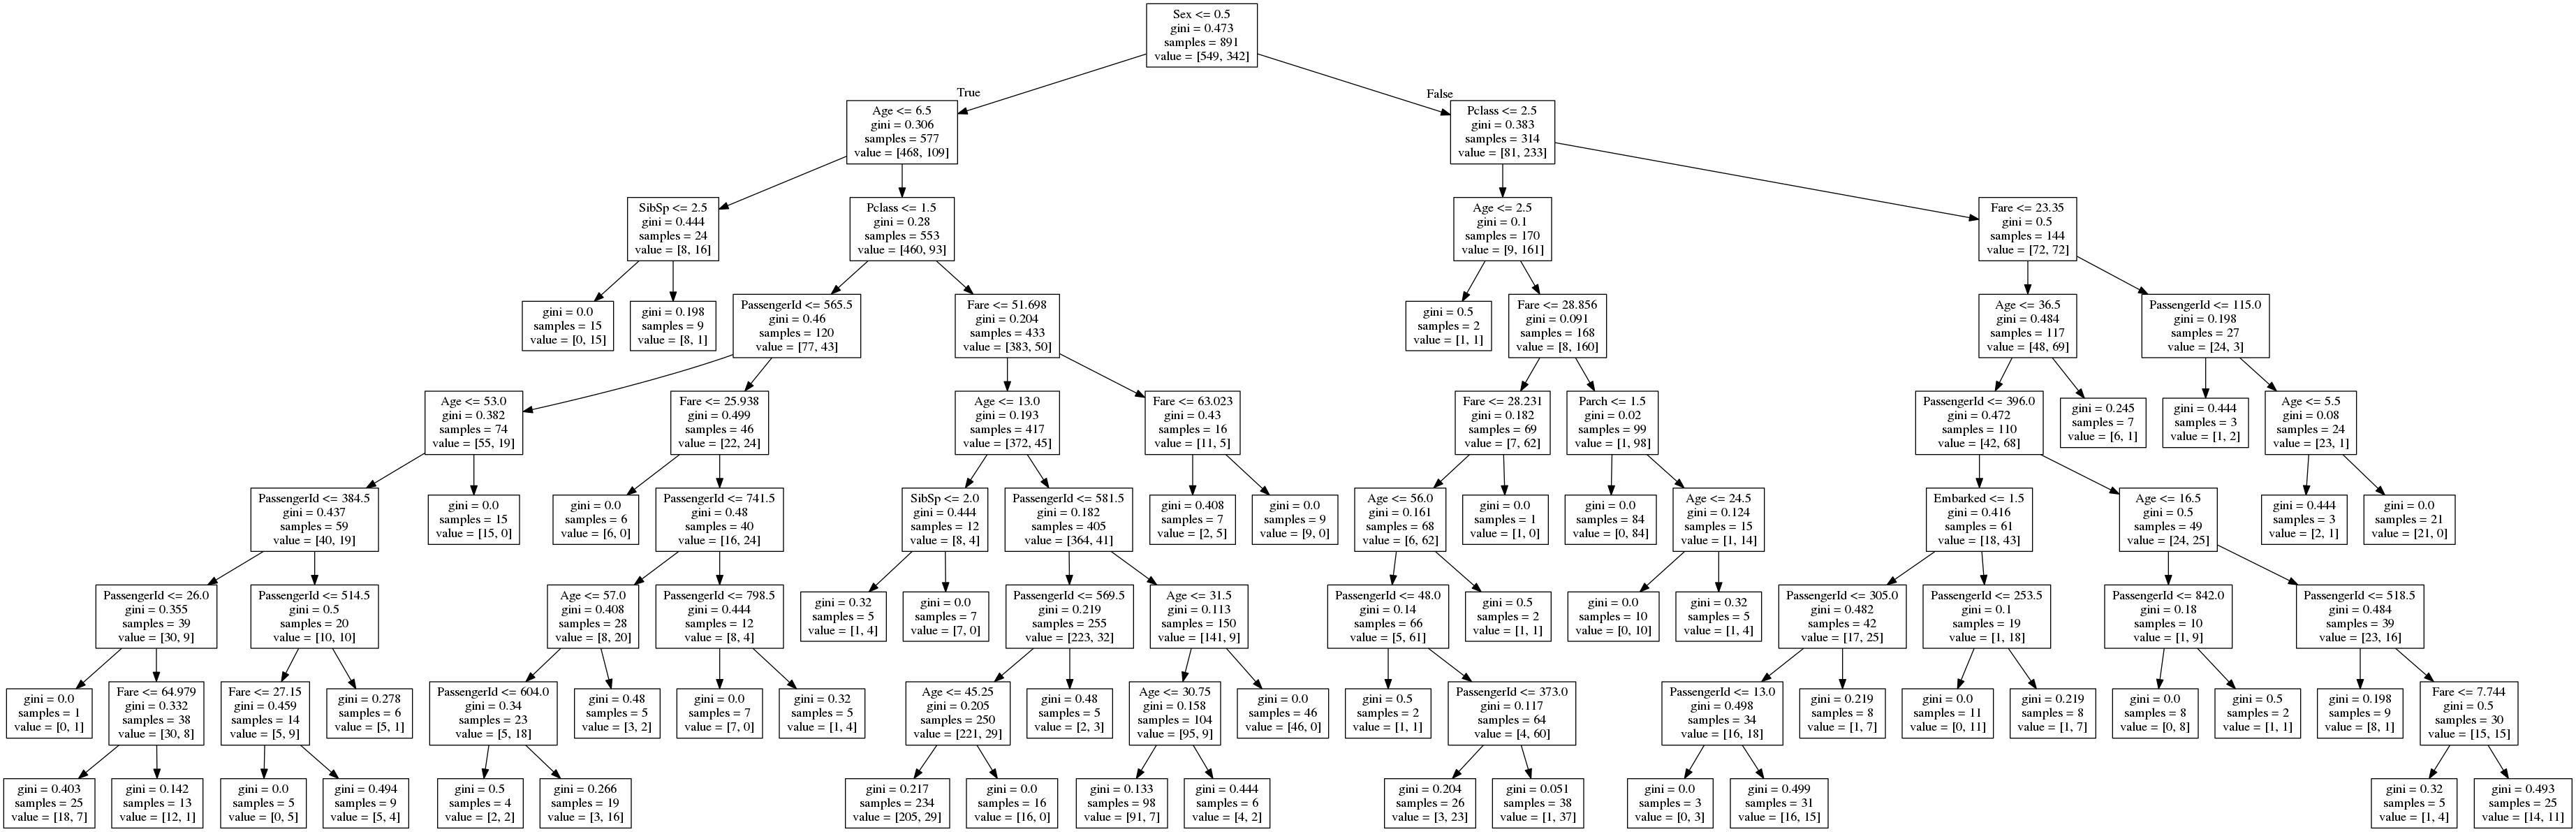 Sex <= 0.5
gini = 0.473
samples = 891
value = [549, 342]
True
False
Age <= 6.5
gini = 0.306
samples = 577
value = [468, 109]
Pclass <= 2.5
gini = 0.383
samples = 314
value = [81, 233]
SibSp <= 2.5
gini = 0.444
samples = 24
value = [8, 16]
Pclass <= 1.5
gini = 0.28
samples = 553
value = [460, 93]
Age <= 2.5
gini = 0.1
samples = 170
value = [9, 161]
Fare <= 23.35
gini = 0.5
samples = 144
value = [72, 72]
gini = 0.0
samples = 15
value = [0, 15]
gini = 0.198
samples = 9
value = [8, 1]
PassengerId <= 565.5
gini = 0.46
samples = 120
value = [77, 43]
Fare <= 51.698
gini = 0.204
samples = 433
value = [383, 50]
gini = 0.5
samples = 2
value = [1, 1]
Fare <= 28.856
gini = 0.091
samples = 168
value = [8, 160]
Age <= 36.5
gini = 0.484
samples = 117
value = [48, 69]
PassengerId <= 115.0
gini = 0.198
samples = 27
value = [24, 3]
Age <= 53.0
gini = 0.382
samples = 74
value = [55, 19]
Fare <= 25.938
gini = 0.499
samples = 46
value = [22, 24]
Age <= 13.0
gini = 0.193
samples = 417
value = [372, 45]
Fare <= 63.023
gini = 0.43
samples = 16
value = [11, 5]
Fare <= 28.231
gini = 0.182
samples = 69
value = [7, 62]
Parch <= 1.5
gini = 0.02
samples = 99
value = [1, 98]
PassengerId <= 396.0
gini = 0.472
samples = 110
value = [42, 68]
gini = 0.245
samples = 7
value = [6, 1]
gini = 0.444
samples = 3
value = [1, 2]
Age <= 5.5
gini = 0.08
samples = 24
value = [23, 1]
PassengerId <= 384.5
gini = 0.437
samples = 59
value = [40, 19]
gini = 0.0
samples = 15
value = [15, 0]
gini = 0.0
samples = 6
value = [6, 0]
PassengerId <= 741.5
gini = 0.48
samples = 40
value = [16, 24]
SibSp <= 2.0
gini = 0.444
samples = 12
value = [8, 4]
PassengerId <= 581.5
gini = 0.182
samples = 405
value = [364, 41]
gini = 0.408
samples = 7
value = [2, 5]
gini = 0.0
samples = 9
value = [9, 0]
Age <= 56.0
gini = 0.161
samples = 68
value = [6, 62]
gini = 0.0
samples = 1
value = [1, 0]
gini = 0.0
samples = 84
value = [0, 84]
Age <= 24.5
gini = 0.124
samples = 15
value = [1, 14]
Embarked <= 1.5
gini = 0.416
samples = 61
value = [18, 43]
Age <= 16.5
gini = 0.5
samples = 49
value = [24, 25]
gini = 0.444
samples = 3
value = [2, 1]
gini = 0.0
samples = 21
value = [21, 0]
PassengerId <= 26.0
gini = 0.355
samples = 39
value = [30, 9]
PassengerId <= 514.5
gini = 0.5
samples = 20
value = [10, 10]
Age <= 57.0
gini = 0.408
samples = 28
value = [8, 20]
PassengerId <= 798.5
gini = 0.444
samples = 12
value = [8, 4]
gini = 0.32
samples = 5
value = [1, 4]
gini = 0.0
samples = 7
value = [7, 0]
PassengerId <= 569.5
gini = 0.219
samples = 255
value = [223, 32]
Age <= 31.5
gini = 0.113
samples = 150
value = [141, 9]
PassengerId <= 48.0
gini = 0.14
samples = 66
value = [5, 61]
gini = 0.5
samples = 2
value = [1, 1]
gini = 0.0
samples = 10
value = [0, 10]
gini = 0.32
samples = 5
value = [1, 4]
PassengerId <= 305.0
gini = 0.482
samples = 42
value = [17, 25]
PassengerId <= 253.5
gini = 0.1
samples = 19
value = [1, 18]
PassengerId <= 842.0
gini = 0.18
samples = 10
value = [1, 9]
PassengerId <= 518.5
gini = 0.484
samples = 39
value = [23, 16]
gini = 0.0
samples = 1
value = [0, 1]
Fare <= 64.979
gini = 0.332
samples = 38
value = [30, 8]
Fare <= 27.15
gini = 0.459
samples = 14
value = [5, 9]
gini = 0.278
samples = 6
value = [5, 1]
PassengerId <= 604.0
gini = 0.34
samples = 23
value = [5, 18]
gini = 0.48
samples = 5
value = [3, 2]
gini = 0.0
samples = 7
value = [7, 0]
gini = 0.32
samples = 5
value = [1, 4]
Age <= 45.25
gini = 0.205
samples = 250
value = [221, 29]
gini = 0.48
samples = 5
value = [2, 3]
Age <= 30.75
gini = 0.158
samples = 104
value = [95, 9]
gini = 0.0
samples = 46
value = [46, 0]
gini = 0.5
samples = 2
value = [1, 1]
PassengerId <= 373.0
gini = 0.117
samples = 64
value = [4, 60]
PassengerId <= 13.0
gini = 0.498
samples = 34
value = [16, 18]
gini = 0.219
samples = 8
value = [1, 7]
gini = 0.0
samples = 11
value = [0, 11]
gini = 0.219
samples = 8
value = [1, 7]
gini = 0.0
samples = 8
value = [0, 8]
gini = 0.5
samples = 2
value = [1, 1]
gini = 0.198
samples = 9
value = [8, 1]
Fare <= 7.744
gini = 0.5
samples = 30
value = [15, 15]
gini = 0.403
samples = 25
value = [18, 7]
gini = 0.142
samples = 13
value = [12, 1]
gini = 0.0
samples = 5
value = [0, 5]
gini = 0.494
samples = 9
value = [5, 4]
gini = 0.5
samples = 4
value = [2, 2]
gini = 0.266
samples = 19
value = [3, 16]
gini = 0.217
samples = 234
value = [205, 29]
gini = 0.0
samples = 16
value = [16, 0]
gini = 0.133
samples = 98
value = [91, 7]
gini = 0.444
samples = 6
value = [4, 2]
gini = 0.204
samples = 26
value = [3, 23]
gini = 0.051
samples = 38
value = [1, 37]
gini = 0.0
samples = 3
value = [0, 3]
gini = 0.499
samples = 31
value = [16, 15]
gini = 0.32
samples = 5
value = [1, 4]
gini = 0.493
samples = 25
value = [14, 11]